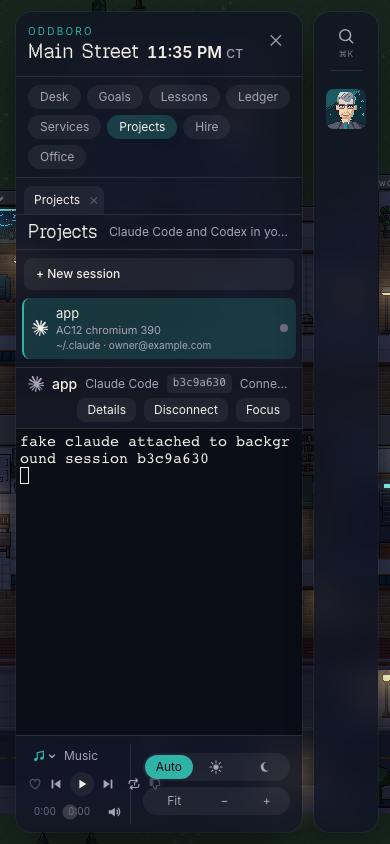 ODDBORO
Main Street 11:35 PM CT
⌘K
Desk Goals Lessons Ledger
Services Projects Hire
Office
Projects ×
Projects Claude Code and Codex in yo...
+ New session
app
AC12 chromium 390
~/.claude · owner@example.com
app Claude Code b3c9a630 Conne...
Details Disconnect Focus
fake claude attached to backgr
ound session b3c9a630
Music
Auto
0:00 0:00
Fit − +